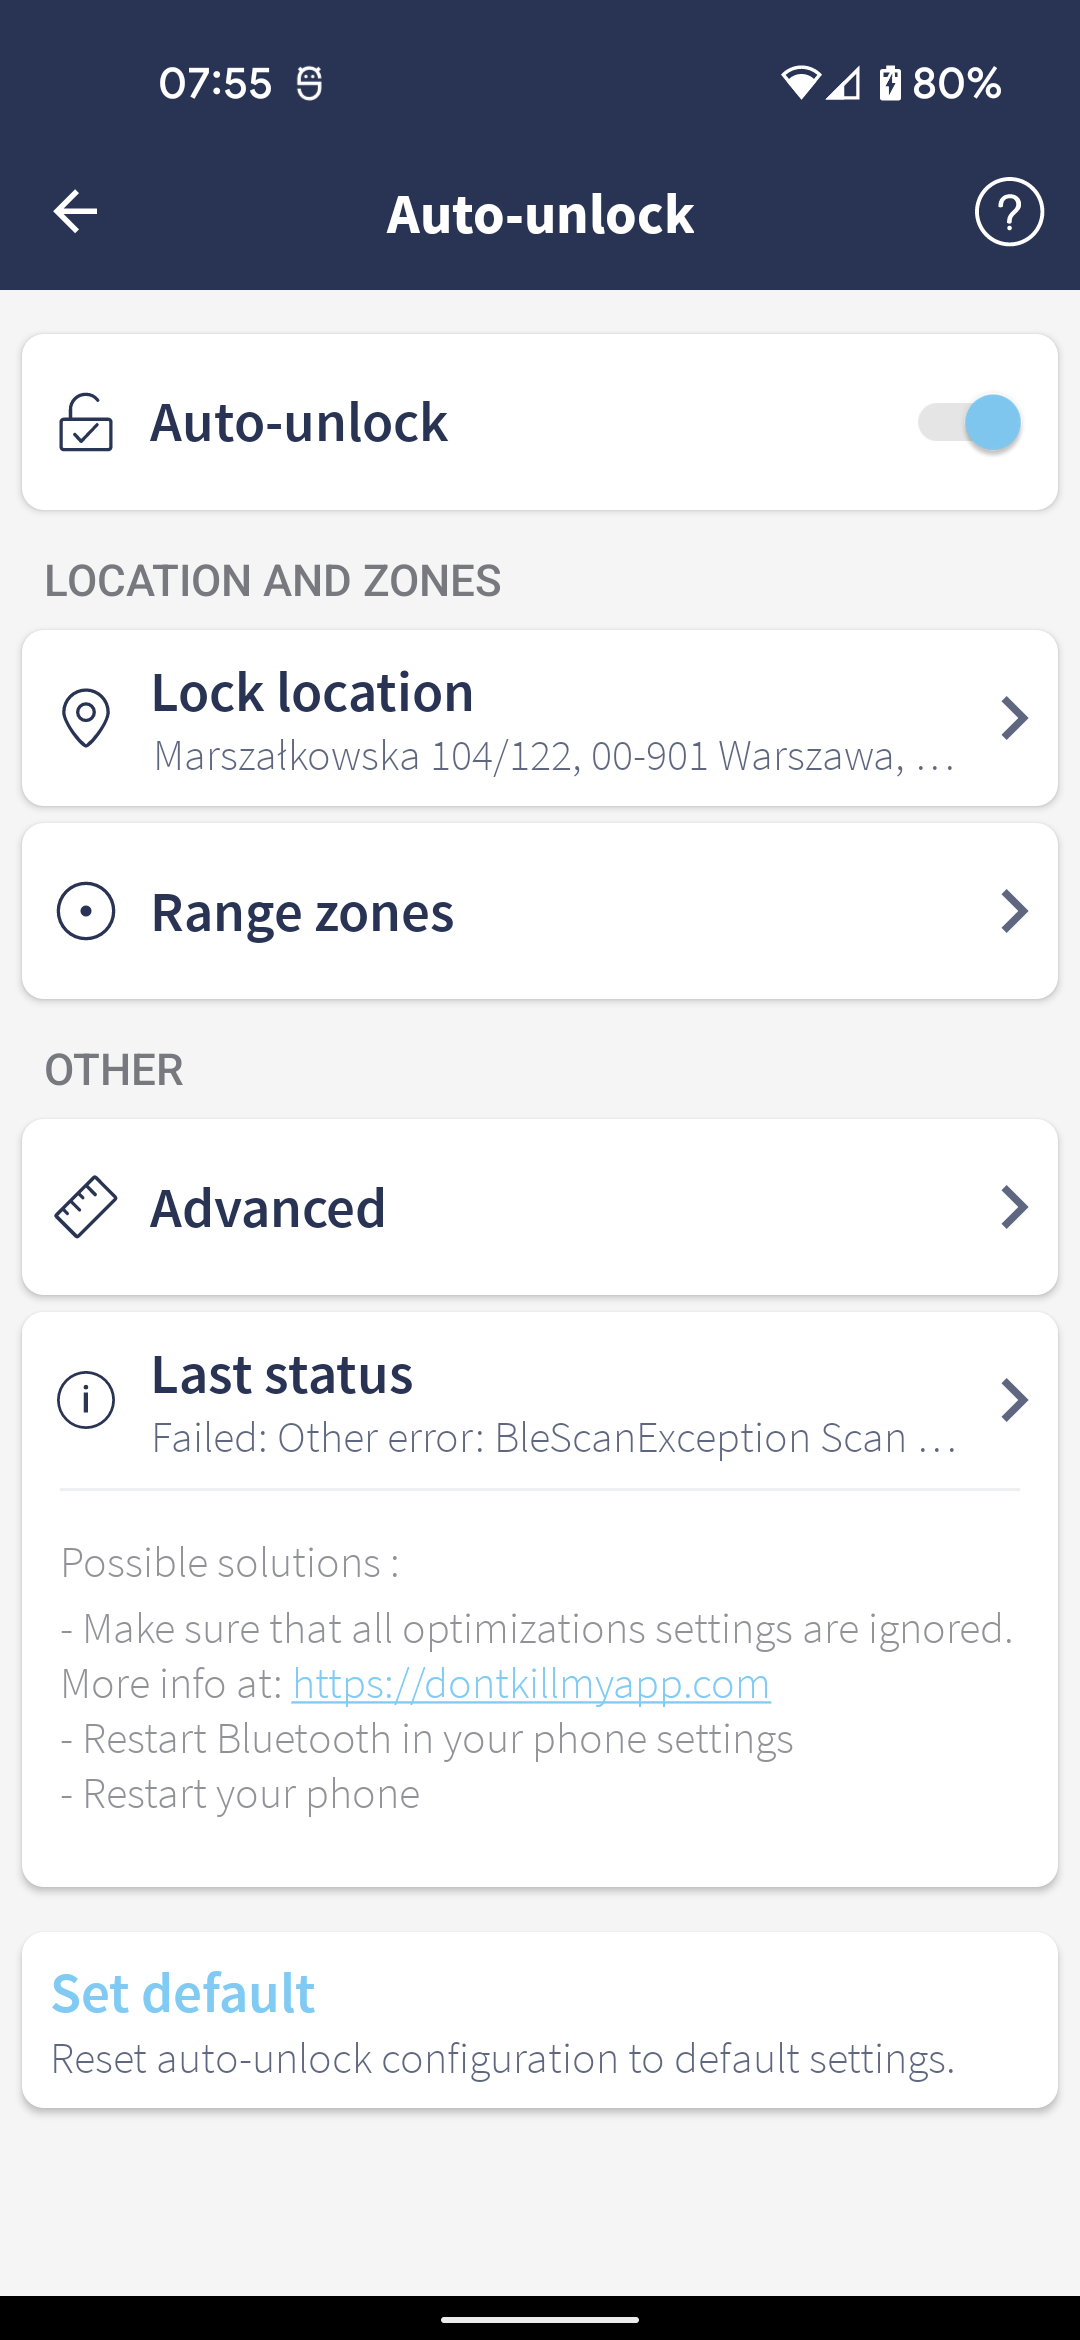 07:55
80%
Auto-unlock
Auto-unlock
LOCATION AND ZONES
Lock location
Marszałkowska 104/122, 00-901 Warszawa, ...
Range zones
OTHER
Advanced
Last status
Failed: Other error: BleScanException Scan ...
Possible solutions :
- Make sure that all optimizations settings are ignored.
More info at: https://dontkillmyapp.com
- Restart Bluetooth in your phone settings
- Restart your phone
Set default
Reset auto-unlock configuration to default settings.